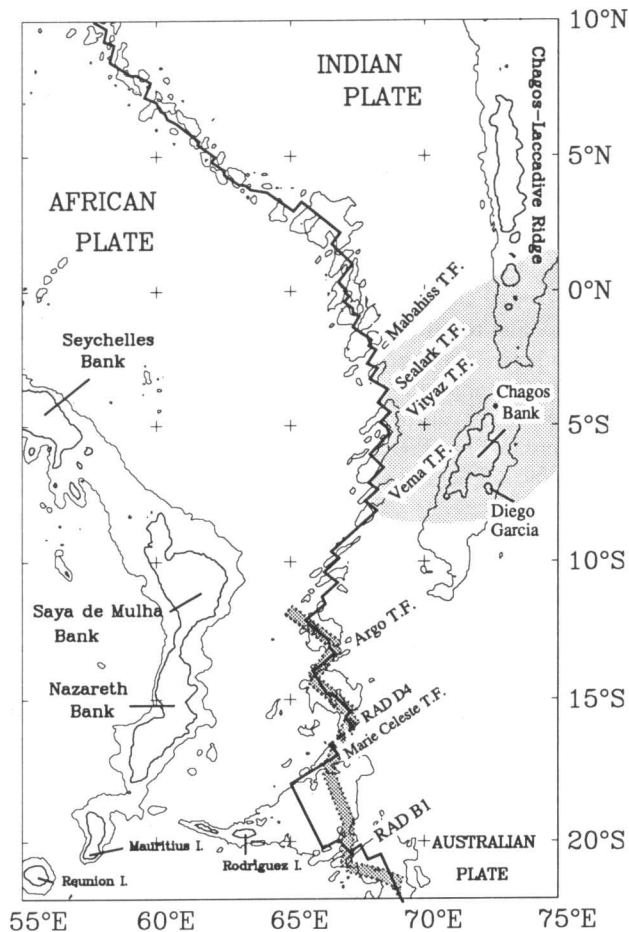 10°N
INDIAN
PLATE
Chagos-Laccadive Ridge
5°N
AFRICAN
PLATE
0°N
Mabahiss T.F.
Seychelles
Bank
Sealark T.F.
Vityaz T.F.
Chagos
Bank
5°S
Vema T.F.
Diego
Garcia
10°S
Saya de Mulha
Bank
Argo T.F.
Nazareth
Bank
RAD D4
15°S
Marie Celeste T.F.
RAD B1
Mauritius I.
Rodriguez I.
AUSTRALIAN
PLATE
20°S
Reunion I.
55°E
60°E
65°E
70°E
75°E